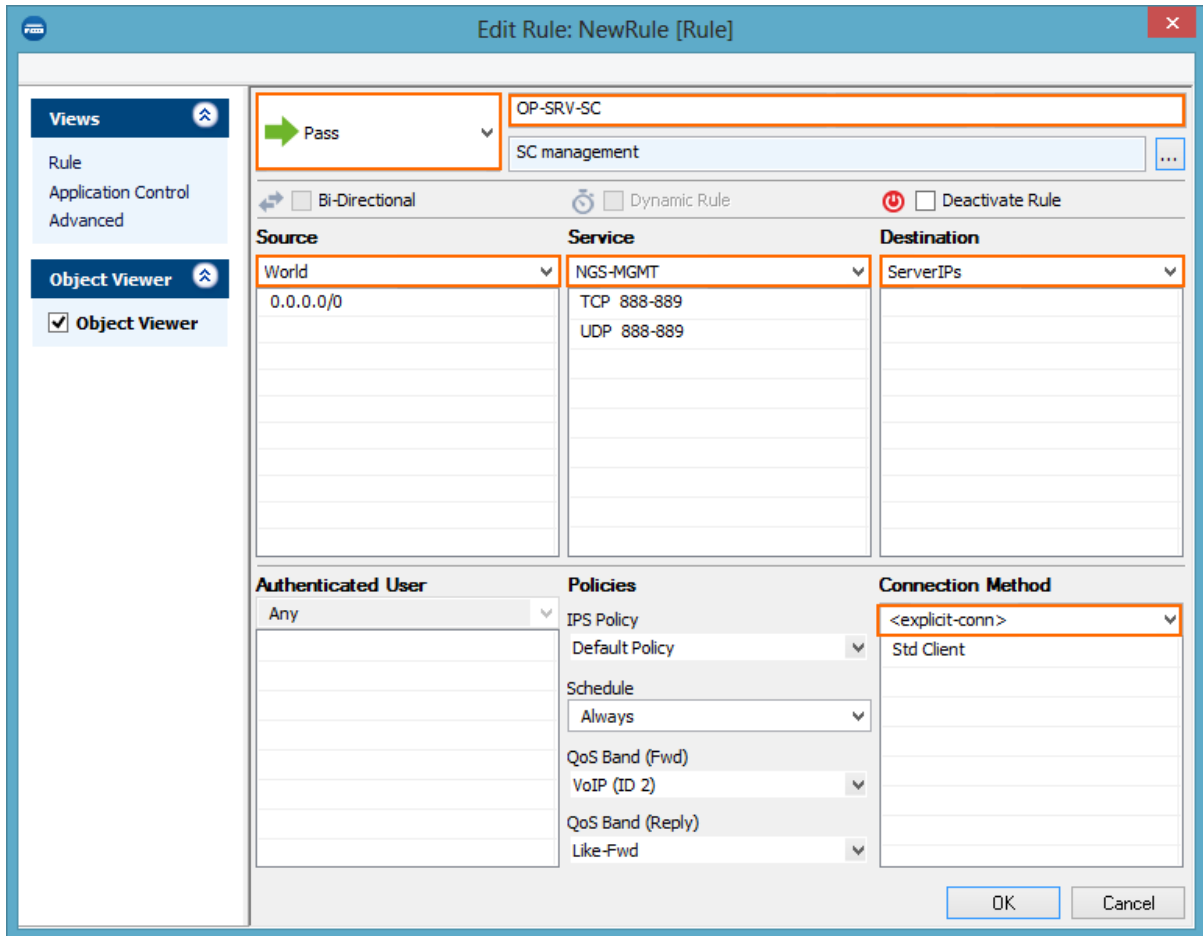 Edit Rule: NewRule [Rule]
Views
Rule
Application Control
Advanced
Object Viewer
Object Viewer
Pass
OP-SRV-SC
SC management
...
Bi-Directional
Dynamic Rule
Deactivate Rule
Source
Service
Destination
World
NGS-MGMT
ServerIPs
0.0.0.0/0
TCP 888-889
UDP 888-889
Authenticated User
Policies
Connection Method
Any
IPS Policy
<explicit-conn>
Default Policy
Std Client
Schedule
Always
QoS Band (Fwd)
VoIP (ID 2)
QoS Band (Reply)
Like-Fwd
OK
Cancel